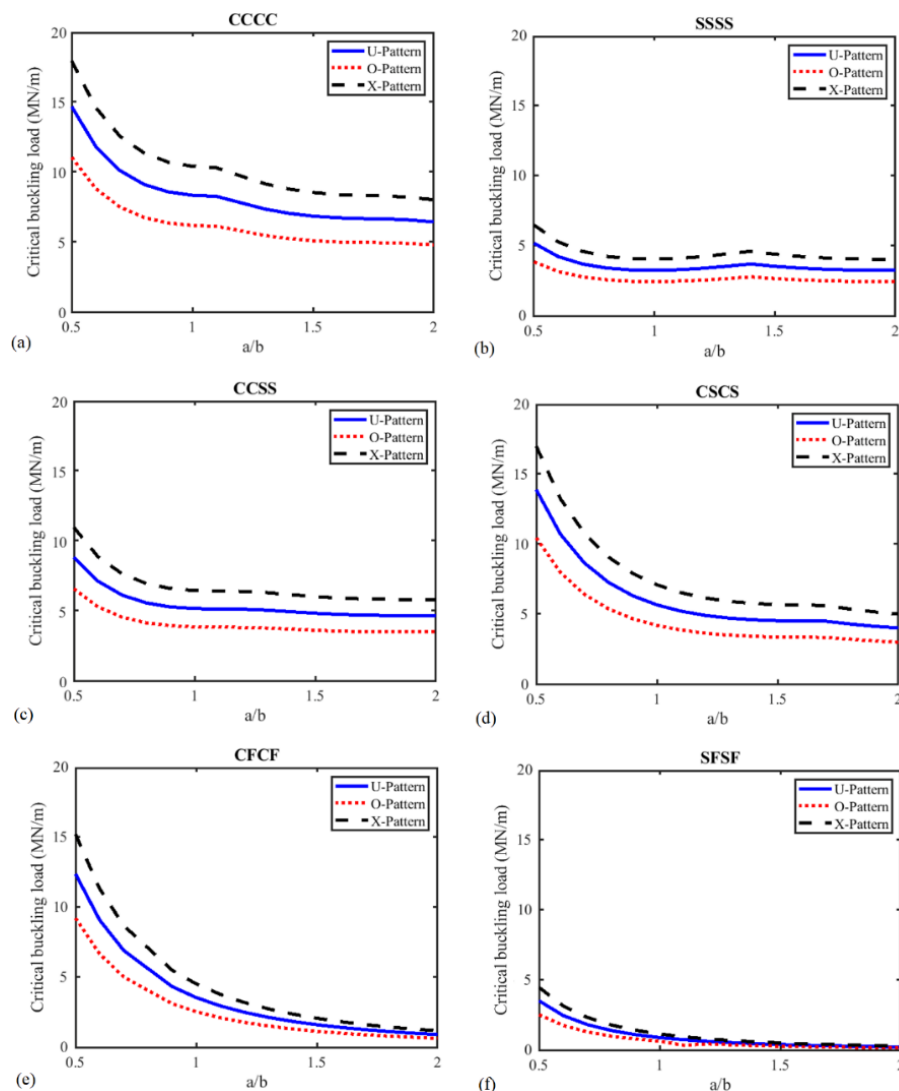 CCCC
20
15
10
5
0
Critical buckling load (MN/m)
U-Pattern
O-Pattern
X-Pattern
0.5 1 1.5 2
a/b
(a)
SSSS
20
15
10
5
0
Critical buckling load (MN/m)
U-Pattern
O-Pattern
X-Pattern
0.5 1 1.5 2
a/b
(b)
CCSS
20
15
10
5
0
Critical buckling load (MN/m)
U-Pattern
O-Pattern
X-Pattern
0.5 1 1.5 2
a/b
(c)
CSCS
20
15
10
5
0
Critical buckling load (MN/m)
U-Pattern
O-Pattern
X-Pattern
0.5 1 1.5 2
a/b
(d)
CFCF
20
15
10
5
0
Critical buckling load (MN/m)
U-Pattern
O-Pattern
X-Pattern
0.5 1 1.5 2
a/b
(e)
SFSF
20
15
10
5
0
Critical buckling load (MN/m)
U-Pattern
O-Pattern
X-Pattern
0.5 1 1.5 2
a/b
(f)